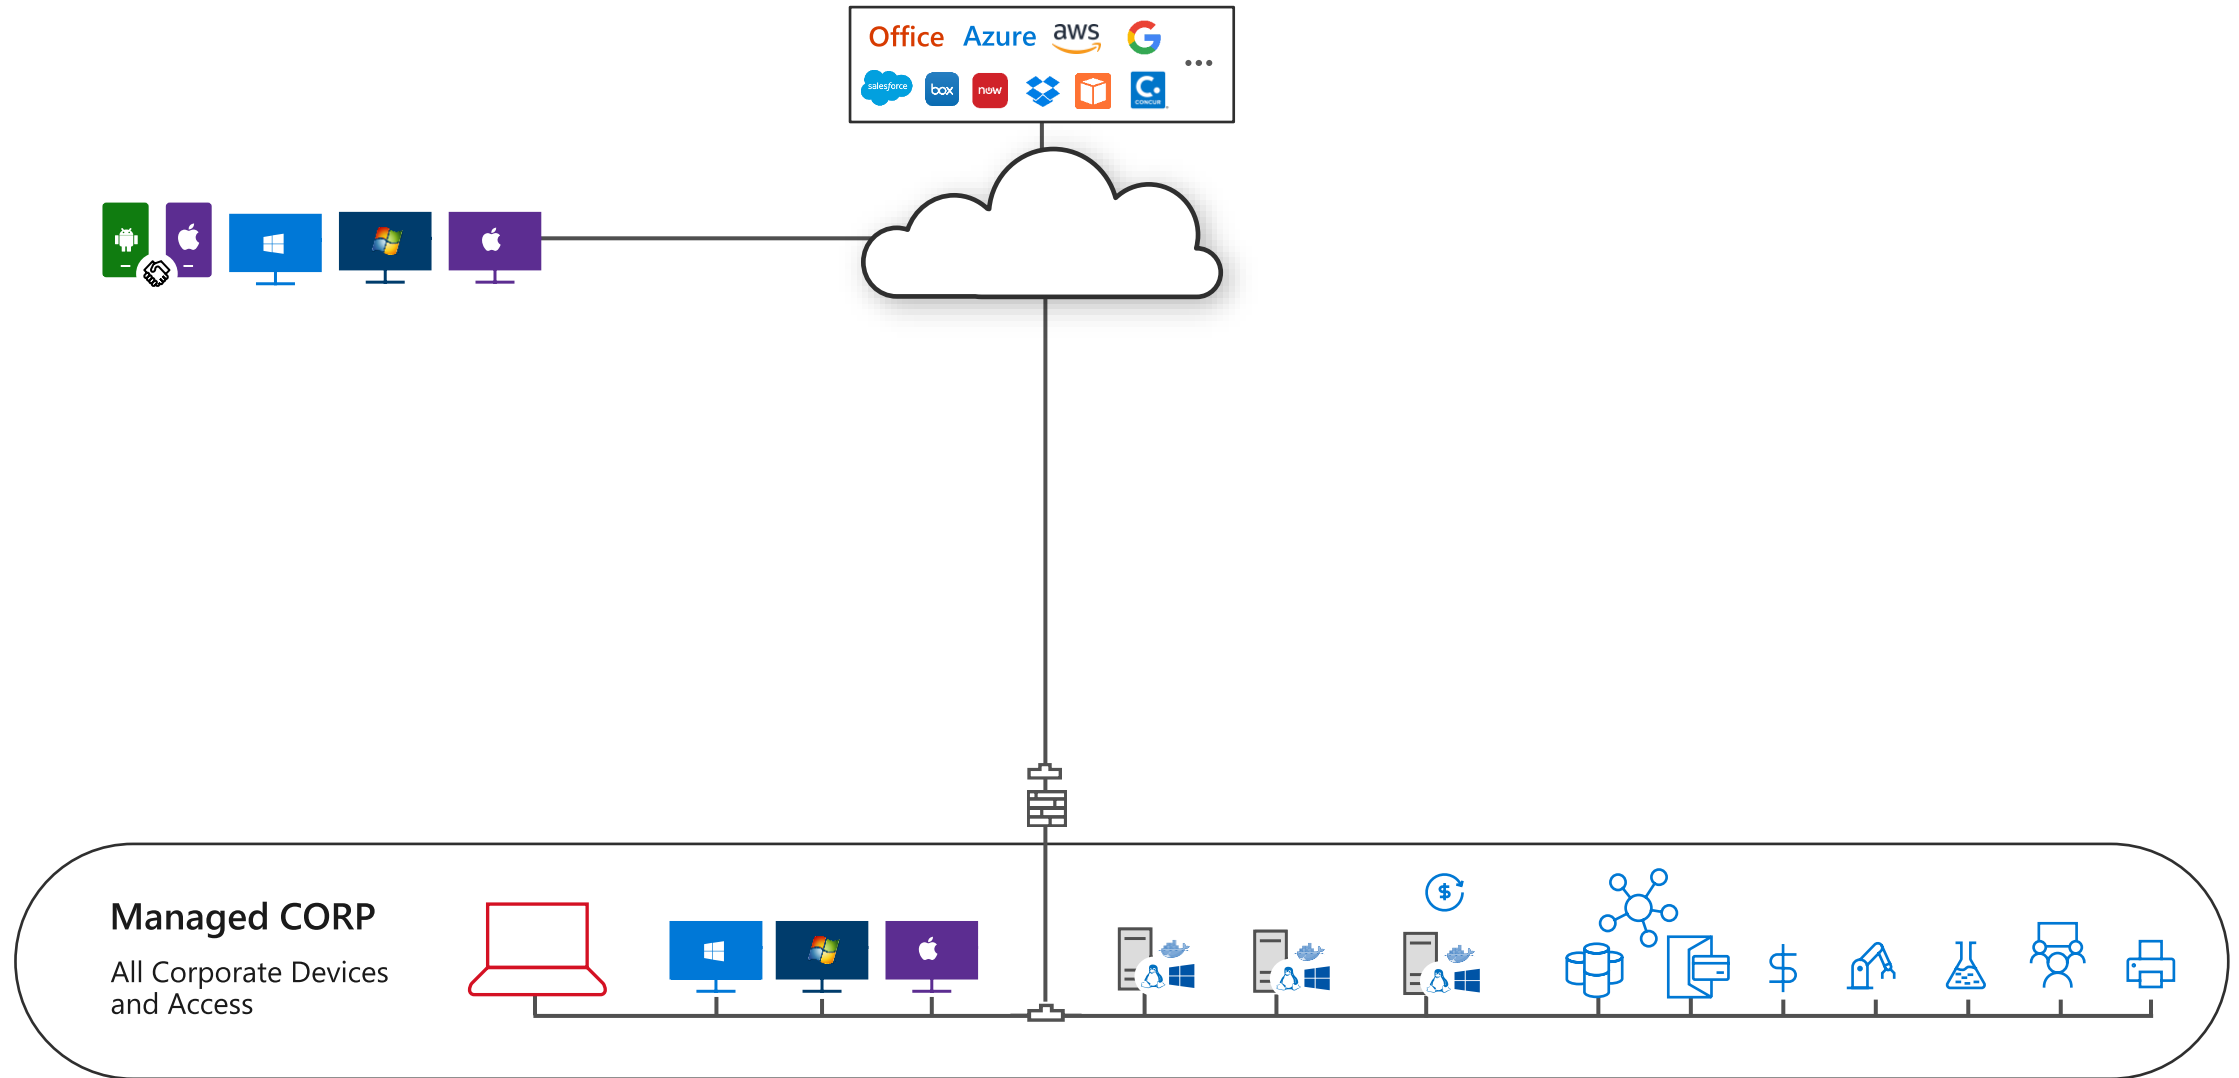 Office Azure aws
salesforce box now CONCUR
Managed CORP
All Corporate Devices
and Access